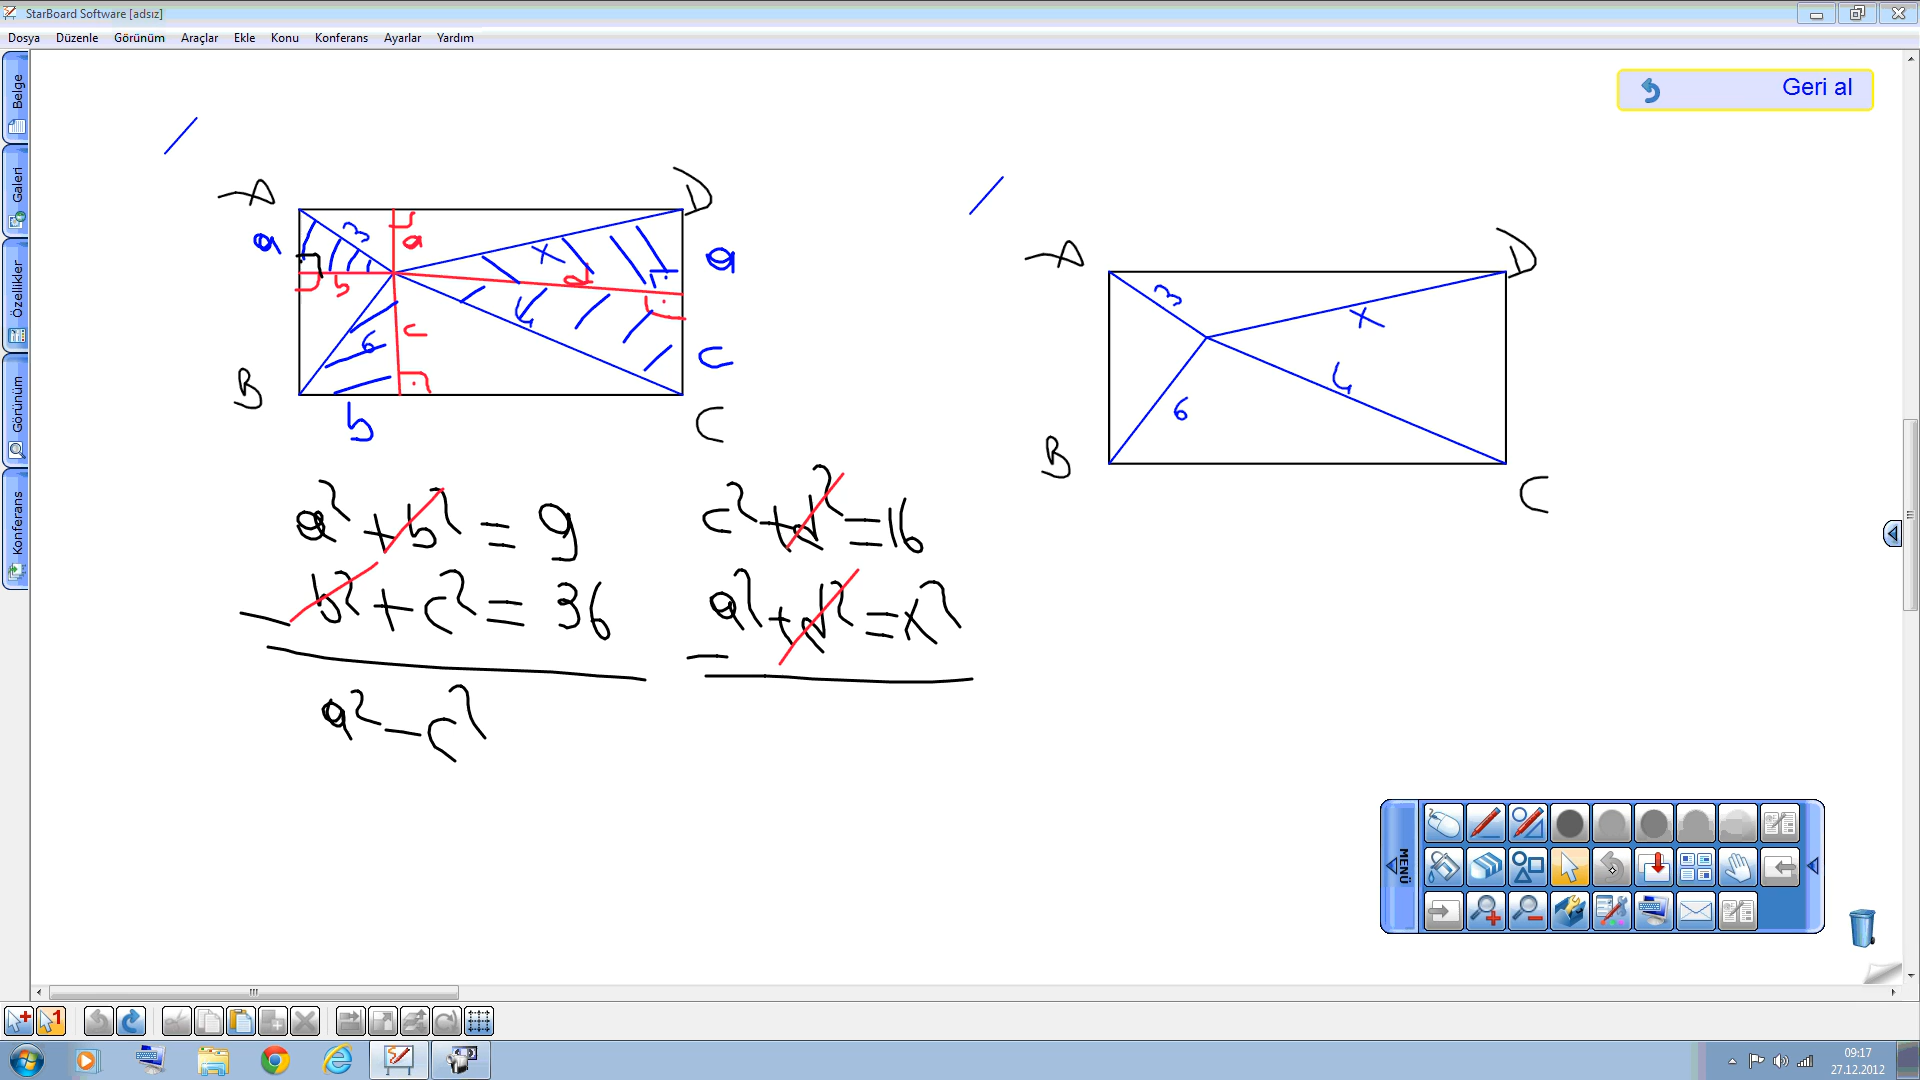 StarBoard Software [adsız]
Dosya Düzenle Görünüm Araçlar Ekle Konu Konferans Ayarlar Yardım
Geri al
Belge
Galeri
Özellikler
Görünüm
Konferans
A D
a 3 a x d a
b
6 c 4 c
B b C
A D
3 x
6 4
B C
a² + b² = 9
- b² + c² = 36
a² - c²
c² + d² = 16
- a² + d² = x²
MENÜ
09:17
27.12.2012